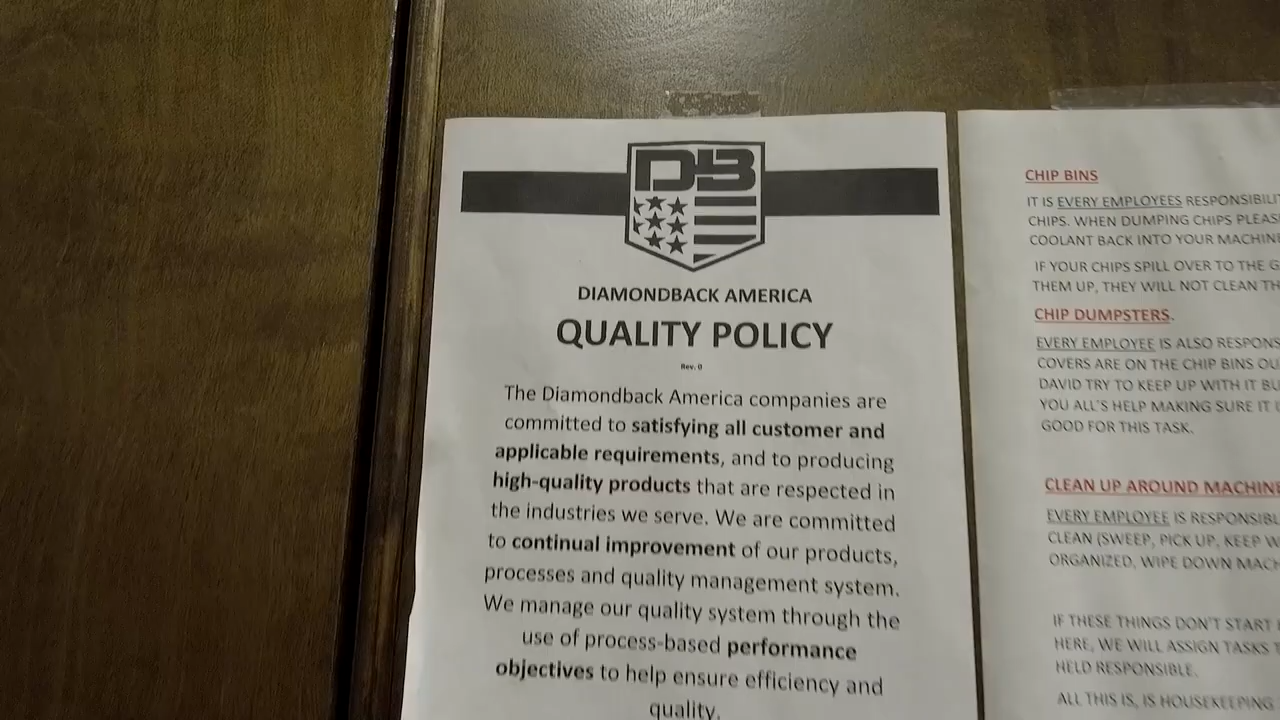 DB
DIAMONDBACK AMERICA
QUALITY POLICY
Rev. 0
The Diamondback America companies are
committed to satisfying all customer and
applicable requirements, and to producing
high-quality products that are respected in
the industries we serve. We are committed
to continual improvement of our products,
processes and quality management system.
We manage our quality system through the
use of process-based performance
objectives to help ensure efficiency and
quality.
CHIP BINS
IT IS EVERY EMPLOYEES
CHIPS. WHEN DUMPING CHIPS
COOLANT BACK INTO YOUR
IF YOUR CHIPS SPILL OVER TO THE
THEM UP, THEY WILL NOT CLEAN
CHIP DUMPSTERS.
EVERY EMPLOYEE IS ALSO
COVERS ARE ON THE CHIP BINS
DAVID TRY TO KEEP UP WITH IT
YOU ALL'S HELP MAKING SURE IT
GOOD FOR THIS TASK.
CLEAN UP AROUND MACHINE
EVERY EMPLOYEE IS
CLEAN (SWEEP, PICK UP, KEEP
ORGANIZED, WIPE DOWN
IF THESE THINGS DON'T START
HERE, WE WILL ASSIGN TASKS
HELD RESPONSIBLE.
ALL THIS IS, IS HOUSEKEEPING